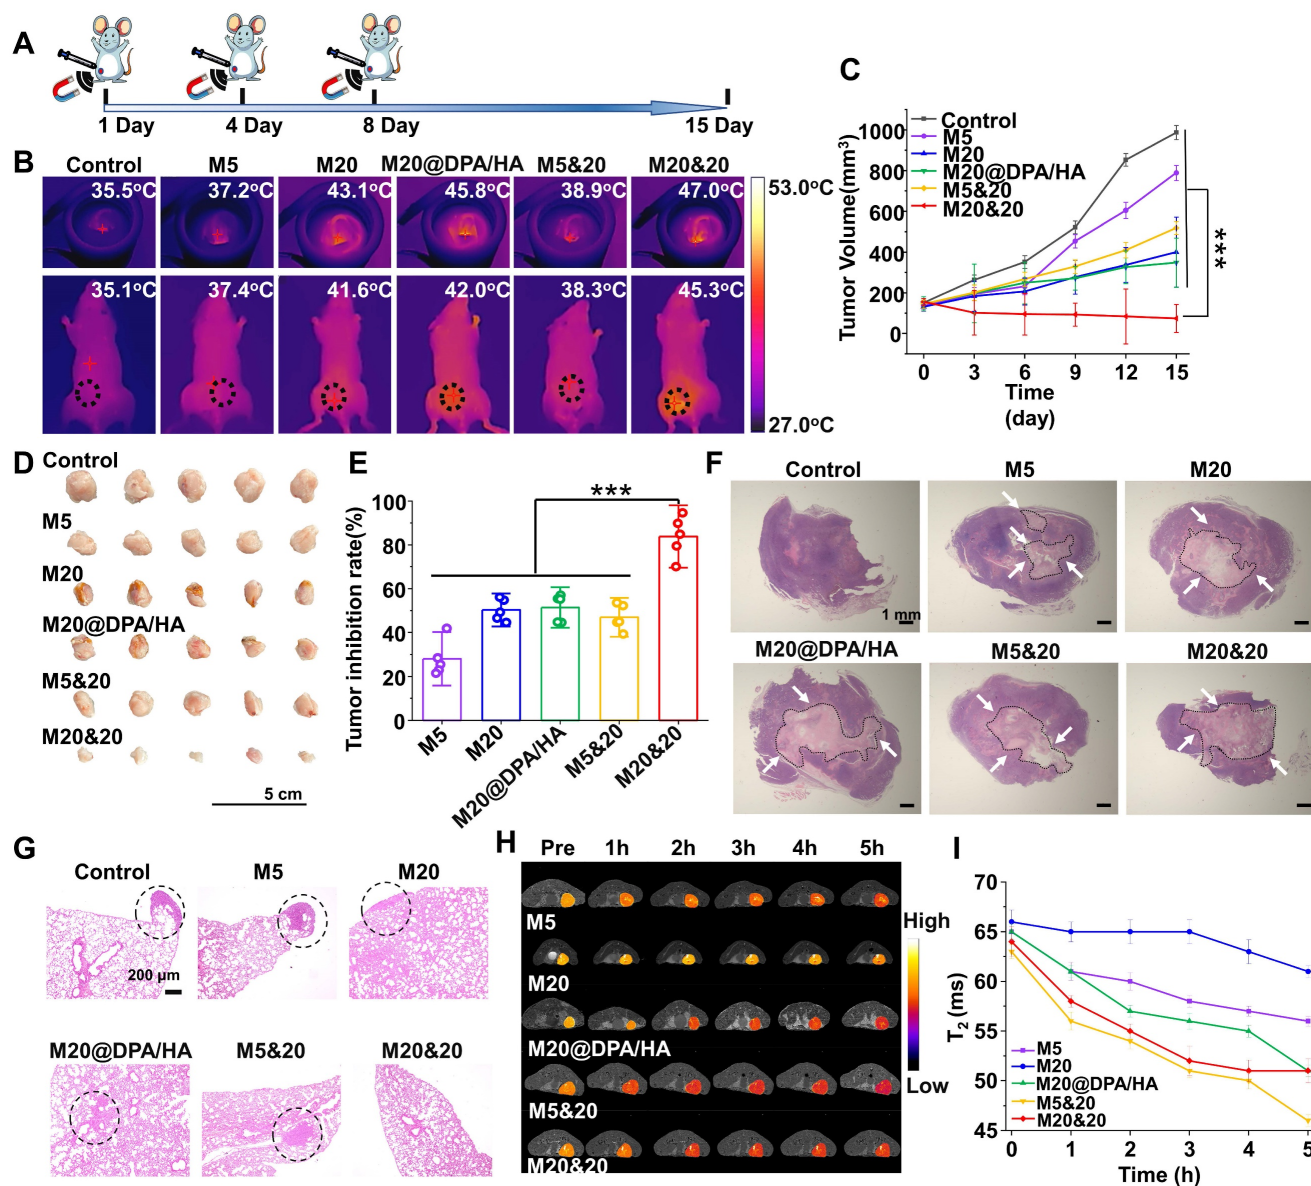 A
1 Day
4 Day
8 Day
15 Day
B
Control
M5
M20
M20@DPA/HA
M5&20
M20&20
35.5°C
37.2°C
43.1°C
45.8°C
38.9°C
47.0°C
35.1°C
37.4°C
41.6°C
42.0°C
38.3°C
45.3°C
53.0°C
27.0°C
C
Tumor Volume(mm³)
1000
800
600
400
200
0
Control
M5
M20
M20@DPA/HA
M5&20
M20&20
***
0 3 6 9 12 15
Time
(day)
D
Control
M5
M20
M20@DPA/HA
M5&20
M20&20
5 cm
E
Tumor inhibition rate(%)
100
80
60
40
20
0
***
M5
M20
M20@DPA/HA
M5&20
M20&20
F
Control
M5
M20
1 mm
M20@DPA/HA
M5&20
M20&20
G
Control
M5
M20
200 μm
M20@DPA/HA
M5&20
M20&20
H
Pre 1h 2h 3h 4h 5h
M5
M20
M20@DPA/HA
M5&20
M20&20
High
Low
I
T₂ (ms)
70
65
60
55
50
45
M5
M20
M20@DPA/HA
M5&20
M20&20
0 1 2 3 4 5
Time (h)